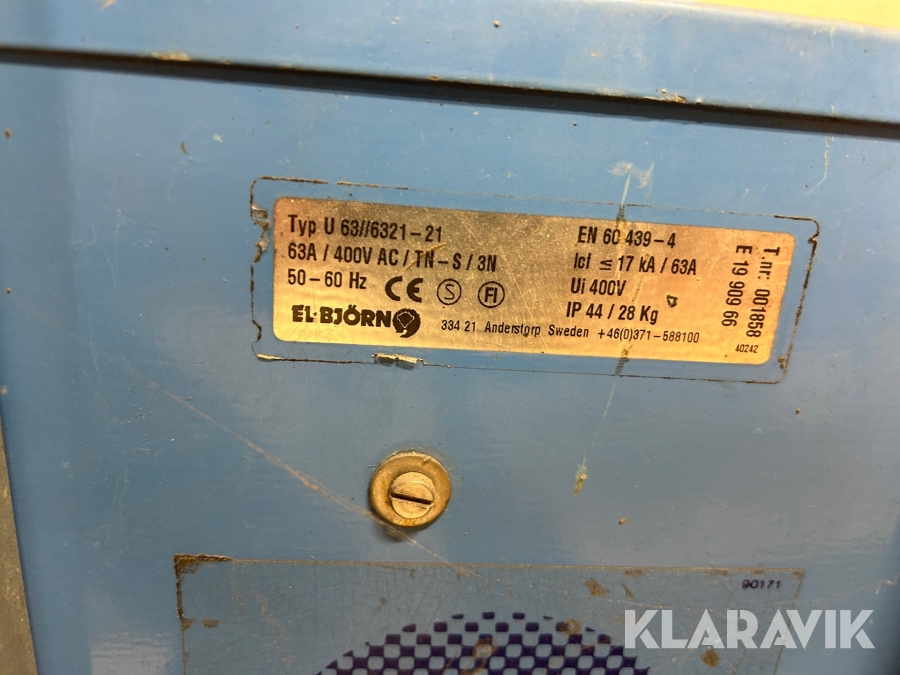 Typ U 63//6321-21
63A / 400V AC / TN-S / 3N
50-60 Hz CE S FI
EL-BJÖRN
334 21 Anderstorp Sweden +46(0)371-588100
EN 60 439-4
Icf ≤ 17 kA / 63A
Ui 400V
IP 44 / 28 Kg
T.nr: 001858
E 19 909 66
40242
90171
KLARAVIK